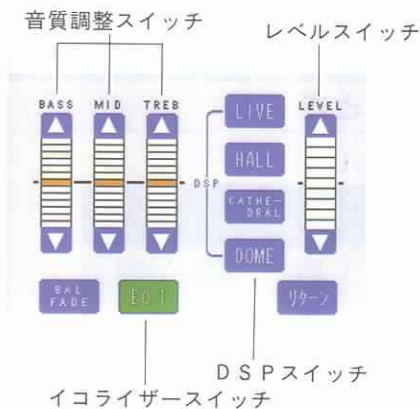 音質調整スイッチ
レベルスイッチ
BASS MID TREB
LIVE
LEVEL
HALL
DSP
CATHE-
DRAL
DOME
BAL
FADE
EQ 1
リターン
DSPスイッチ
イコライザースイッチ